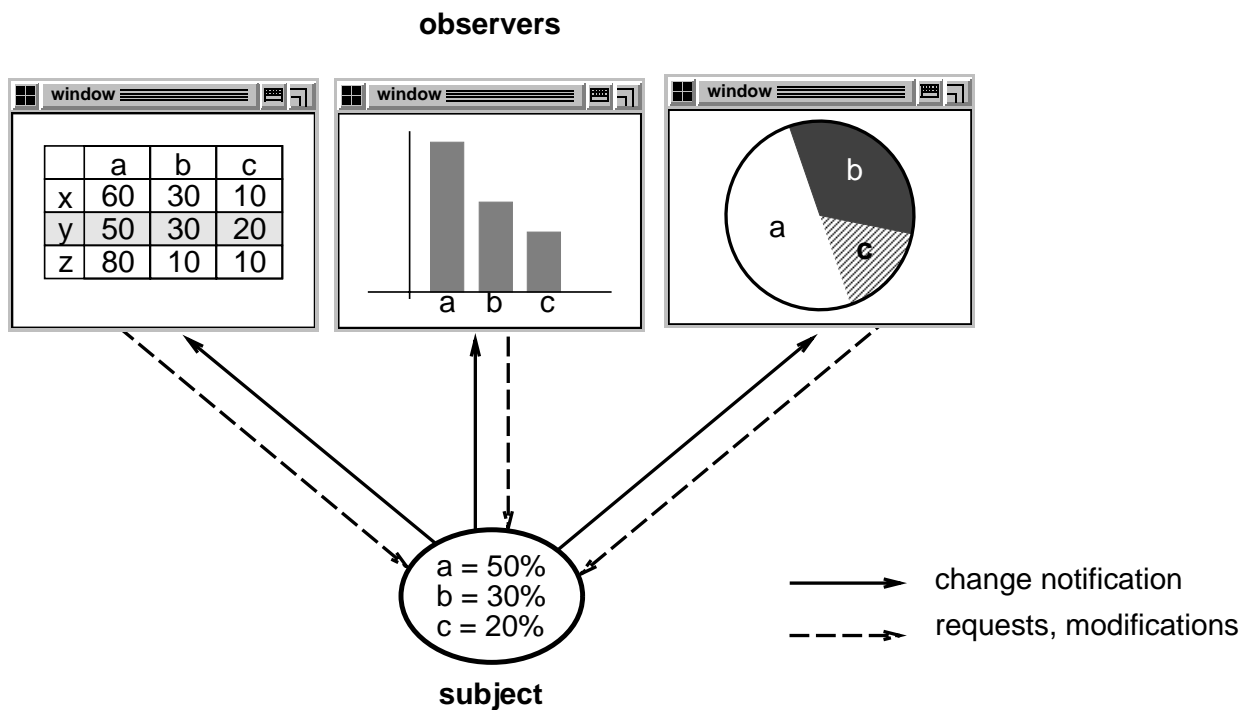 observers
window
window
window
a b c
x 60 30 10
y 50 30 20
z 80 10 10
a b c
b
a
c
a = 50%
b = 30%
c = 20%
subject
change notification
requests, modifications